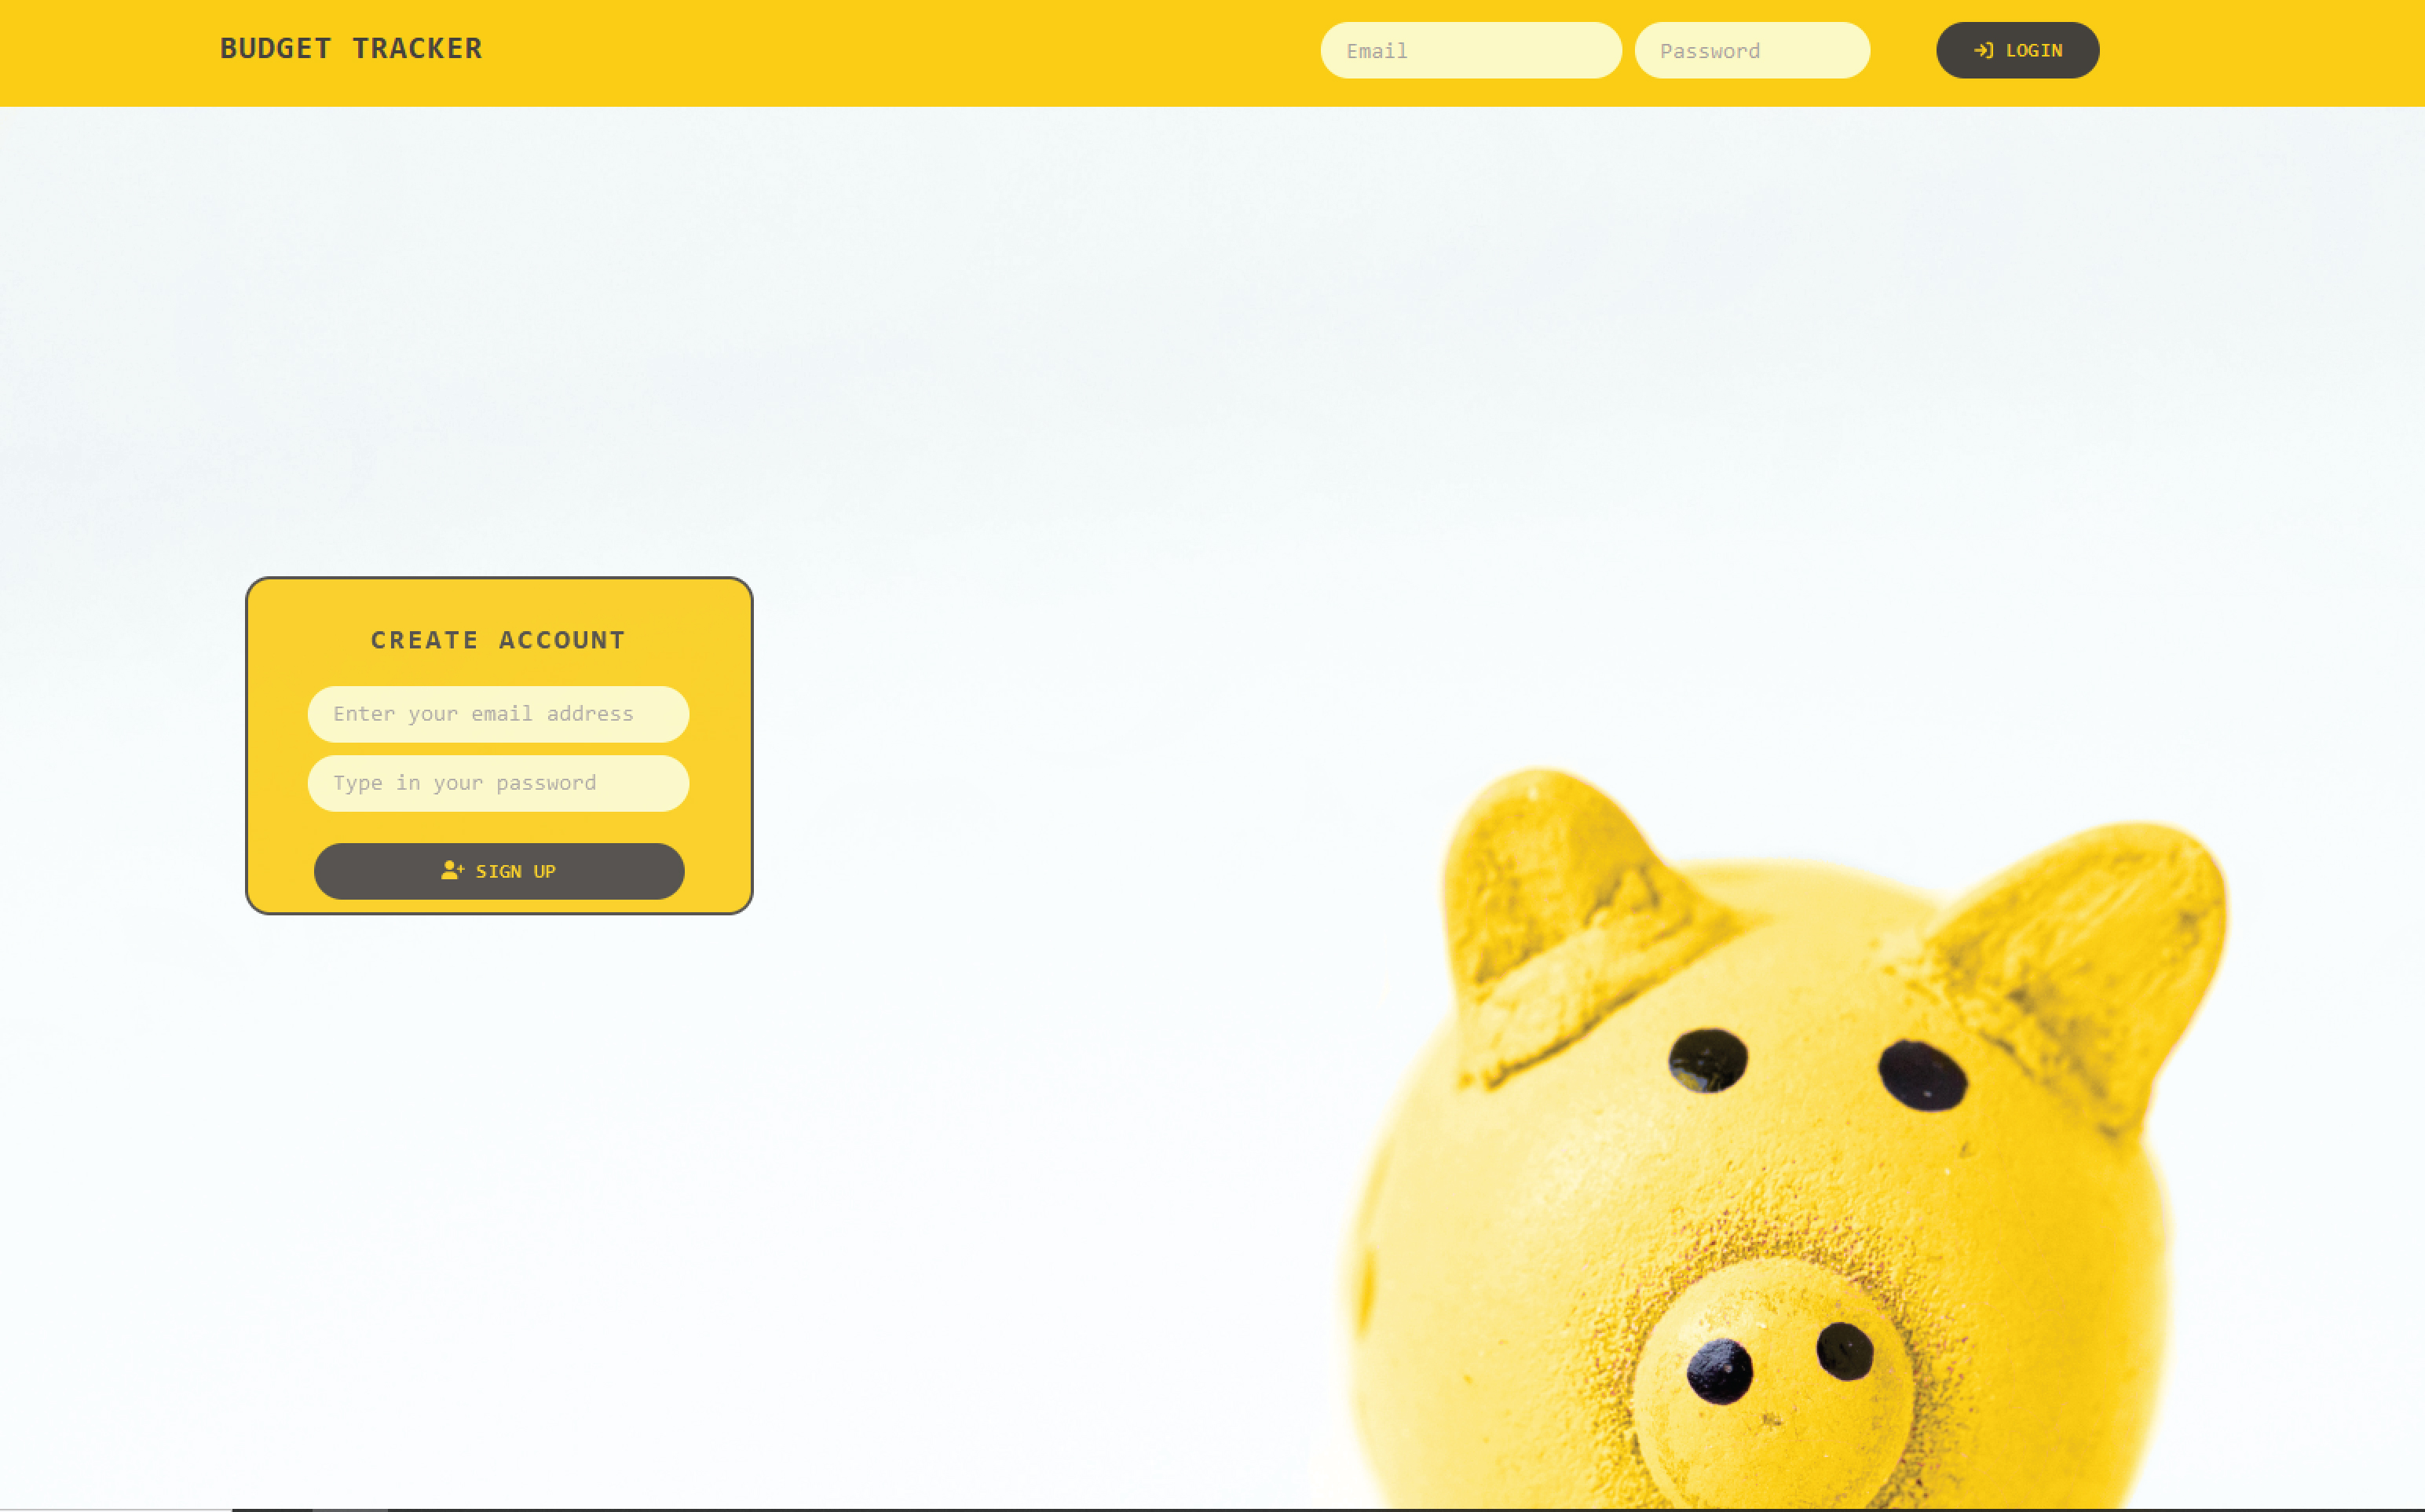 BUDGET TRACKER
Email
Password
LOGIN
CREATE ACCOUNT
Enter your email address
Type in your password
SIGN UP